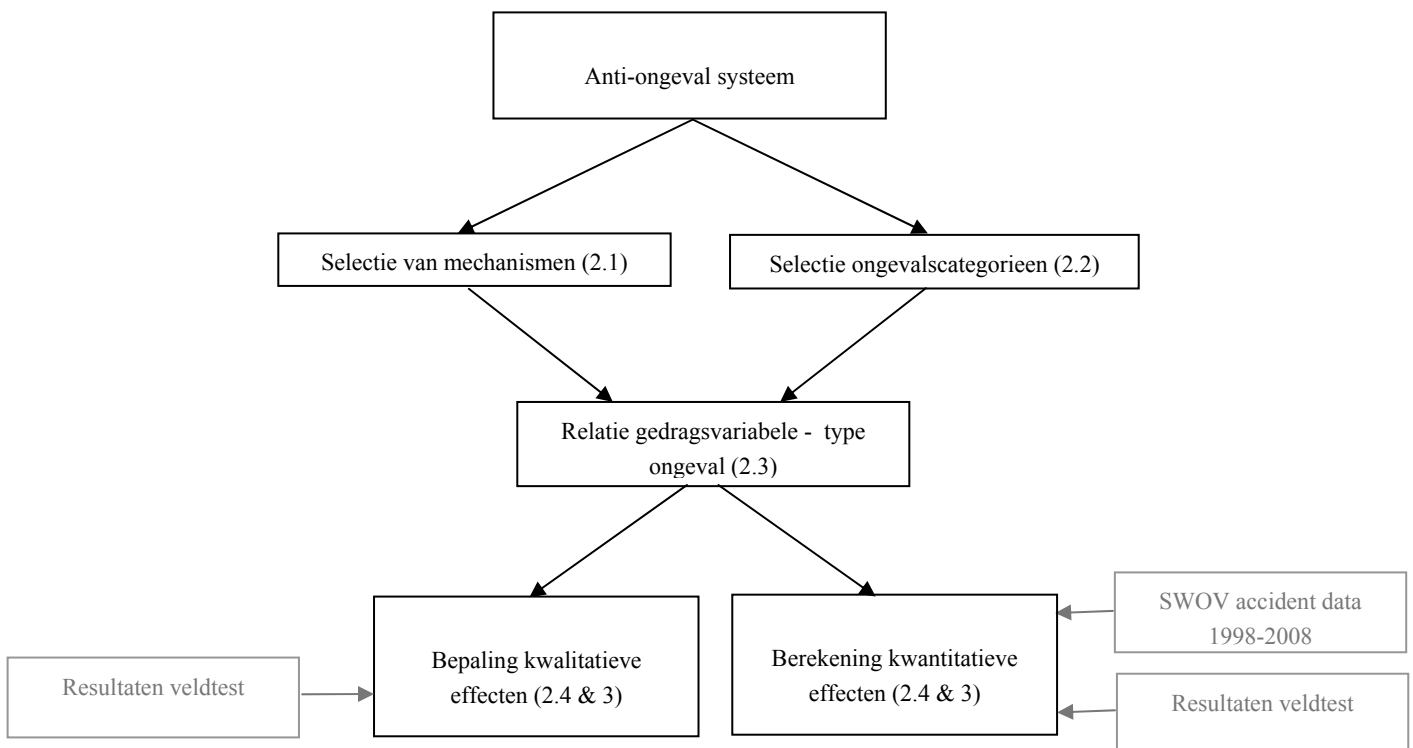 Anti-ongeval systeem
Selectie van mechanismen (2.1)
Selectie ongevalscategorieen (2.2)
Relatie gedragsvariabele - type
ongeval (2.3)
Bepaling kwalitatieve
effecten (2.4 & 3)
Berekening kwantitatieve
effecten (2.4 & 3)
SWOV accident data
1998-2008
Resultaten veldtest
Resultaten veldtest